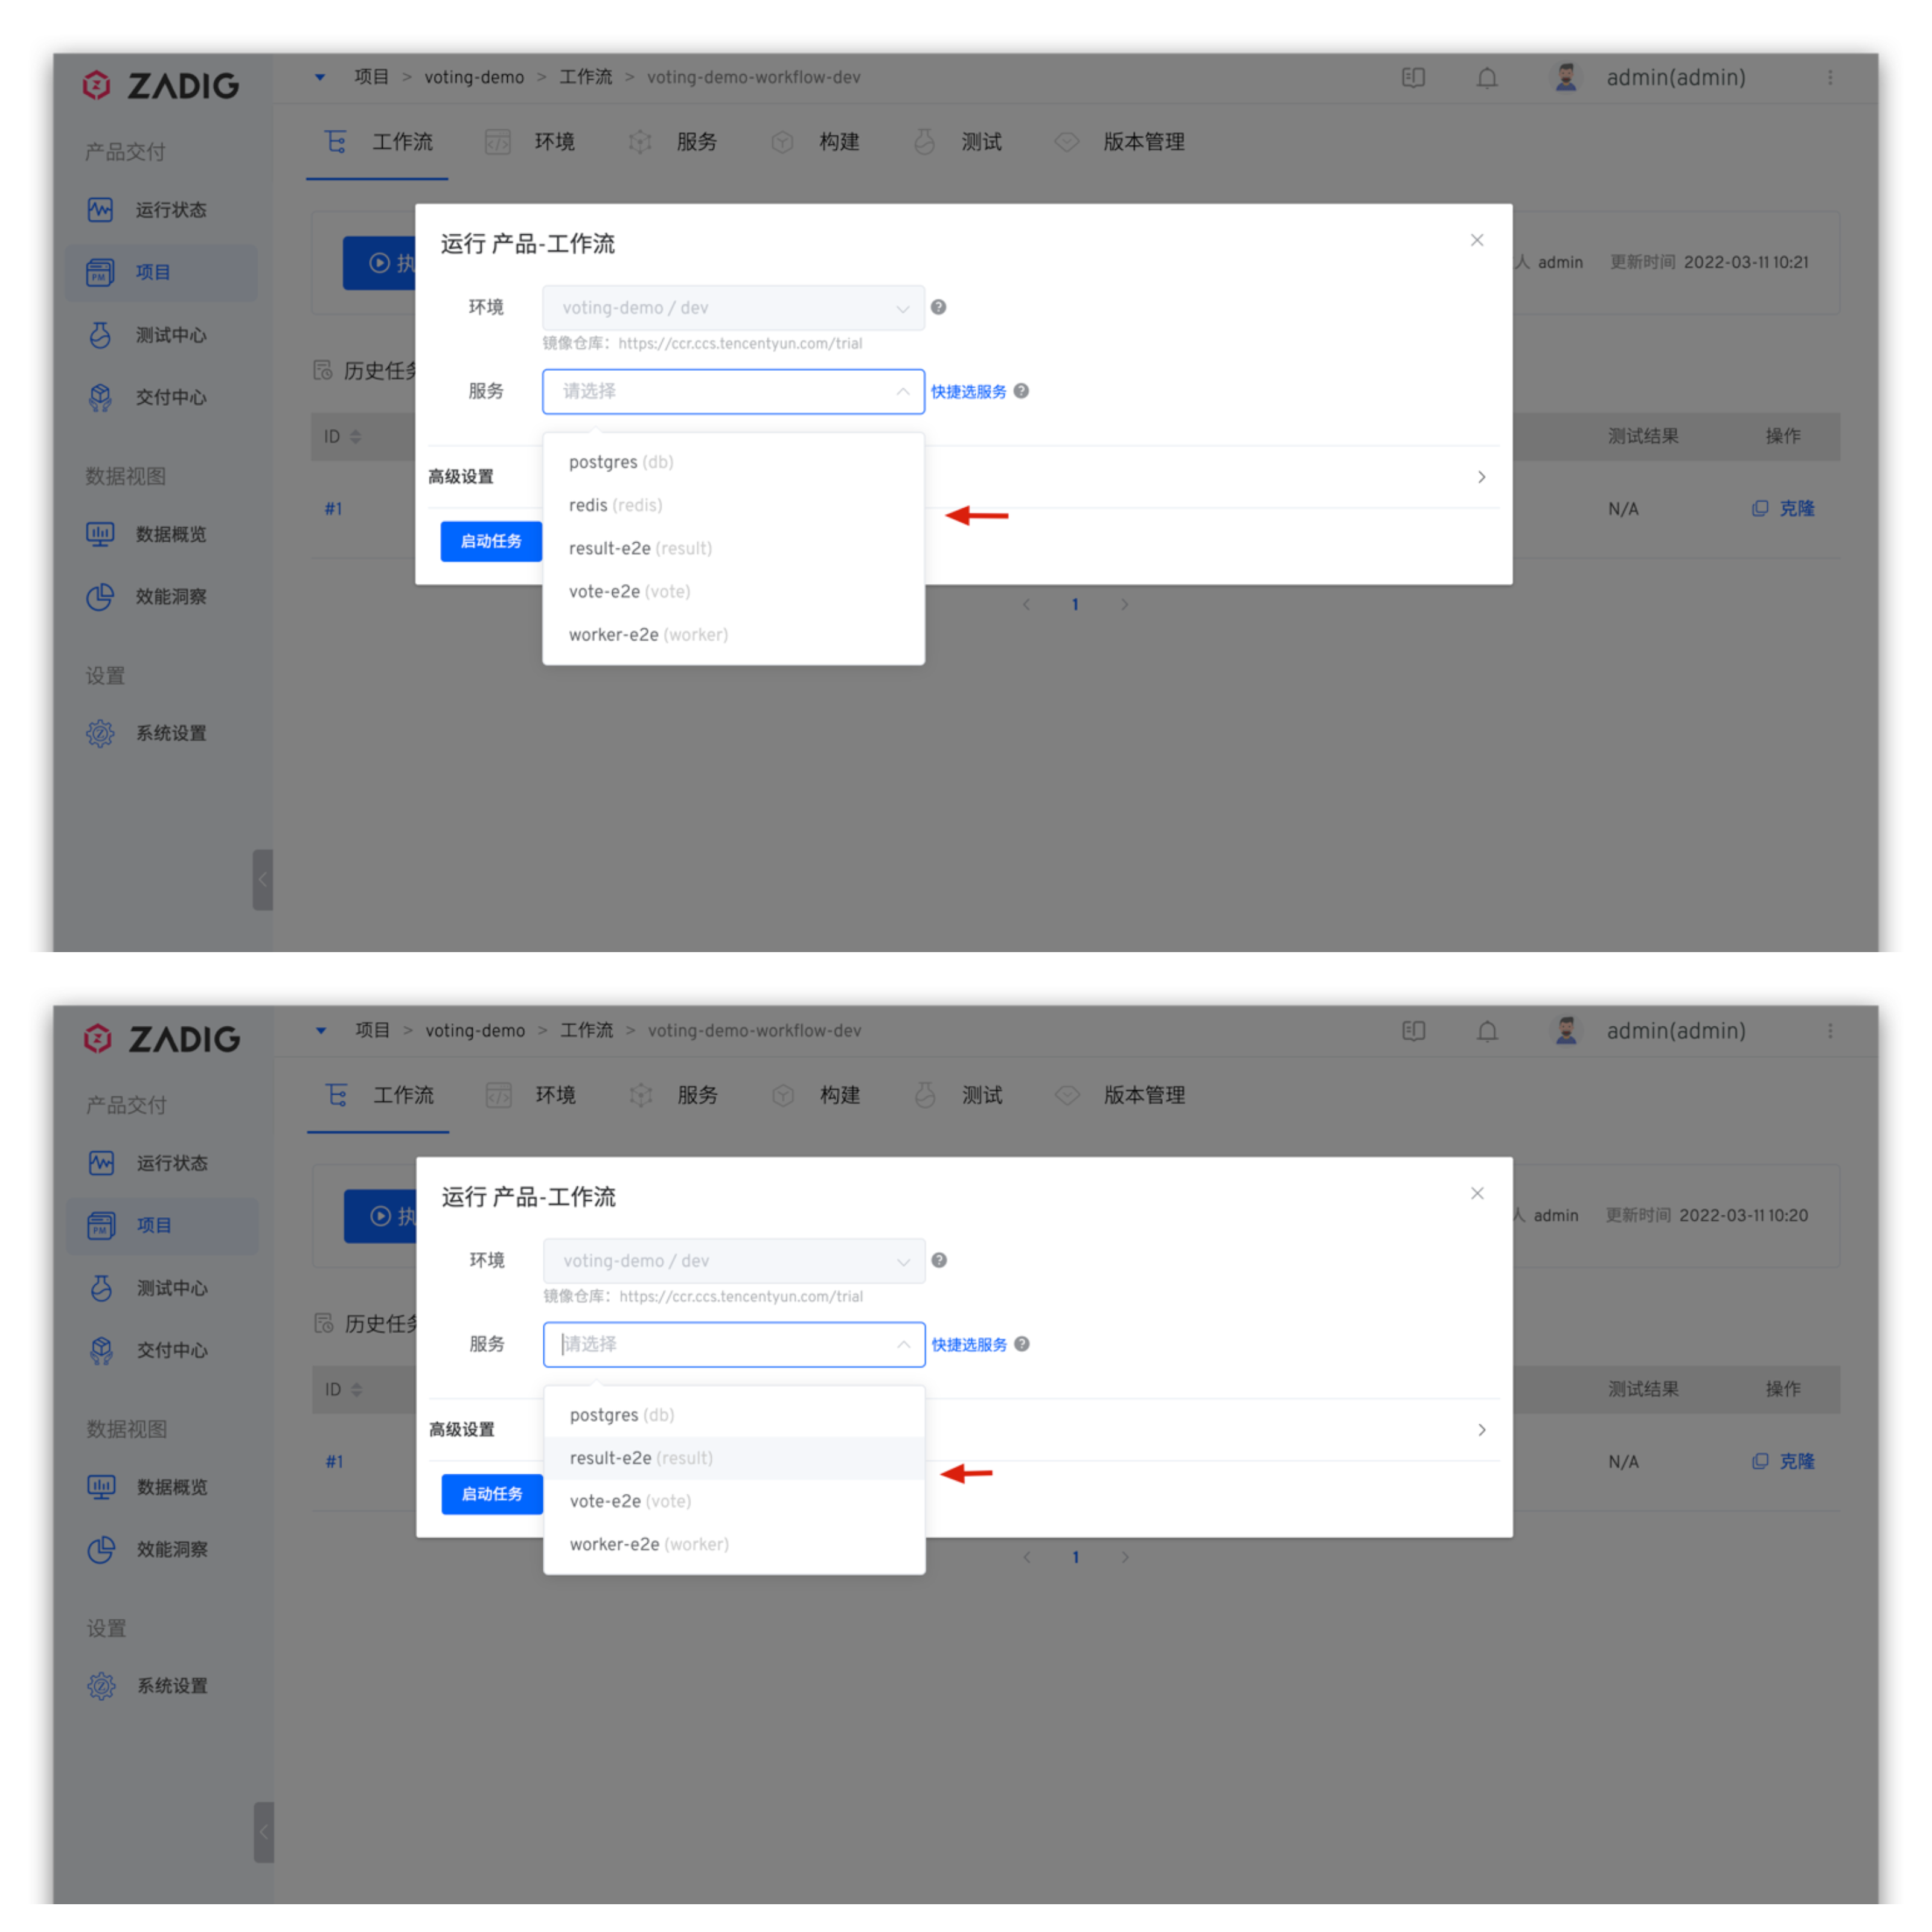 ZADIG
项目 > voting-demo > 工作流 > voting-demo-workflow-dev
admin(admin)
产品交付
工作流 环境 服务 构建 测试 版本管理
运行状态
项目
测试中心
交付中心
数据视图
数据概览
效能洞察
设置
系统设置
执
人 admin 更新时间 2022-03-11 10:21
历史任务
ID 测试结果 操作
#1 N/A 克隆
运行 产品-工作流
环境 voting-demo / dev
镜像仓库: https://ccr.ccs.tencentyun.com/trial
服务 请选择 快捷选服务
高级设置
启动任务
postgres (db)
redis (redis)
result-e2e (result)
vote-e2e (vote)
worker-e2e (worker)
1
ZADIG
项目 > voting-demo > 工作流 > voting-demo-workflow-dev
admin(admin)
产品交付
工作流 环境 服务 构建 测试 版本管理
运行状态
项目
测试中心
交付中心
数据视图
数据概览
效能洞察
设置
系统设置
执
人 admin 更新时间 2022-03-11 10:20
历史任务
ID 测试结果 操作
#1 N/A 克隆
运行 产品-工作流
环境 voting-demo / dev
镜像仓库: https://ccr.ccs.tencentyun.com/trial
服务 请选择 快捷选服务
高级设置
启动任务
postgres (db)
result-e2e (result)
vote-e2e (vote)
worker-e2e (worker)
1